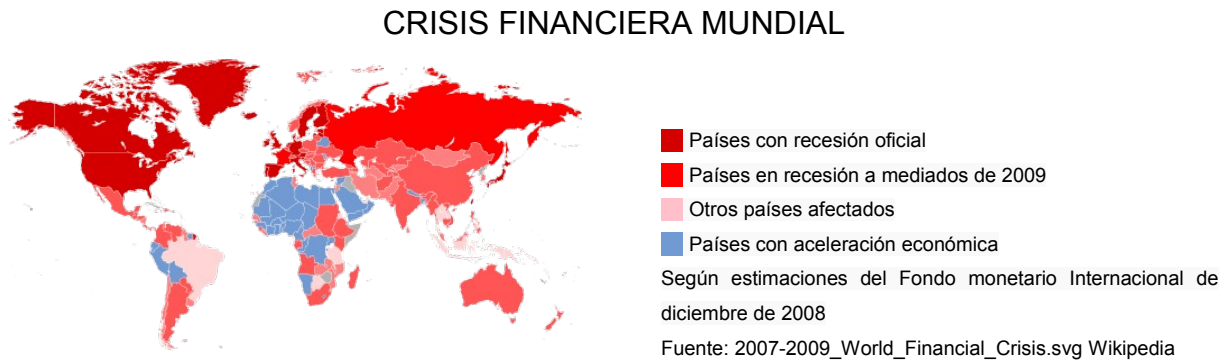 CRISIS FINANCIERA MUNDIAL
Países con recesión oficial
Países en recesión a mediados de 2009
Otros países afectados
Países con aceleración económica
Según estimaciones del Fondo monetario Internacional de
diciembre de 2008
Fuente: 2007-2009_World_Financial_Crisis.svg Wikipedia